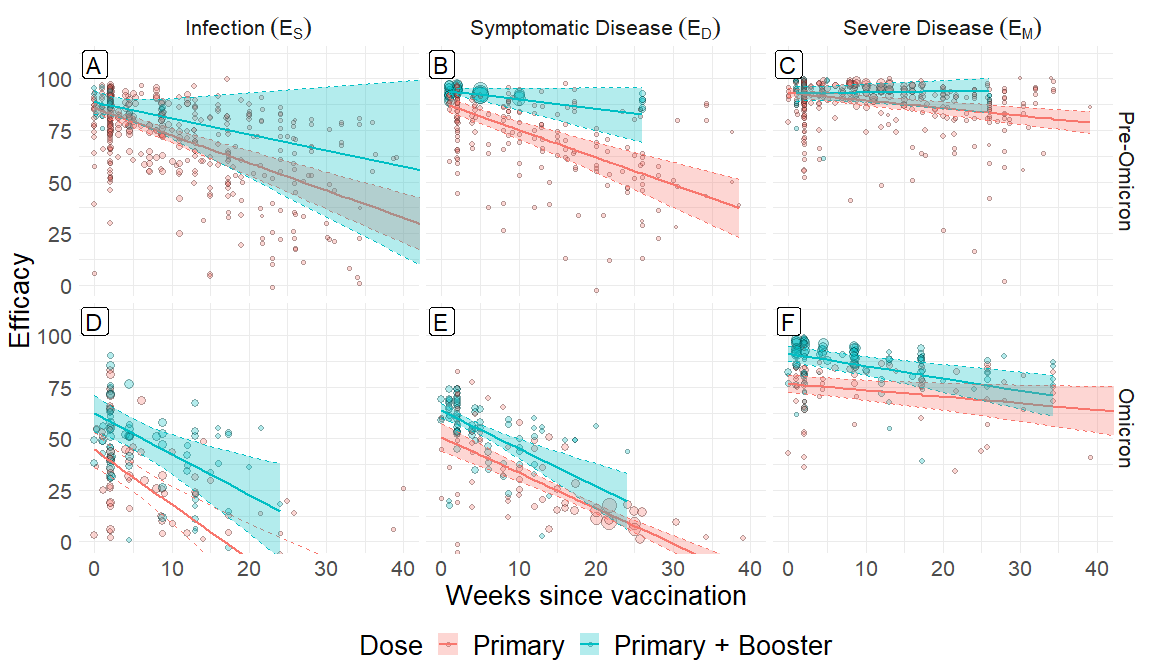 Infection (E_S) Symptomatic Disease (E_D) Severe Disease (E_M)
A B C
100
75
50
25
0
Pre-Omicron
Efficacy
D E F
100
75
50
25
0
Omicron
0 10 20 30 40 0 10 20 30 40 0 10 20 30 40
Weeks since vaccination
Dose Primary Primary + Booster